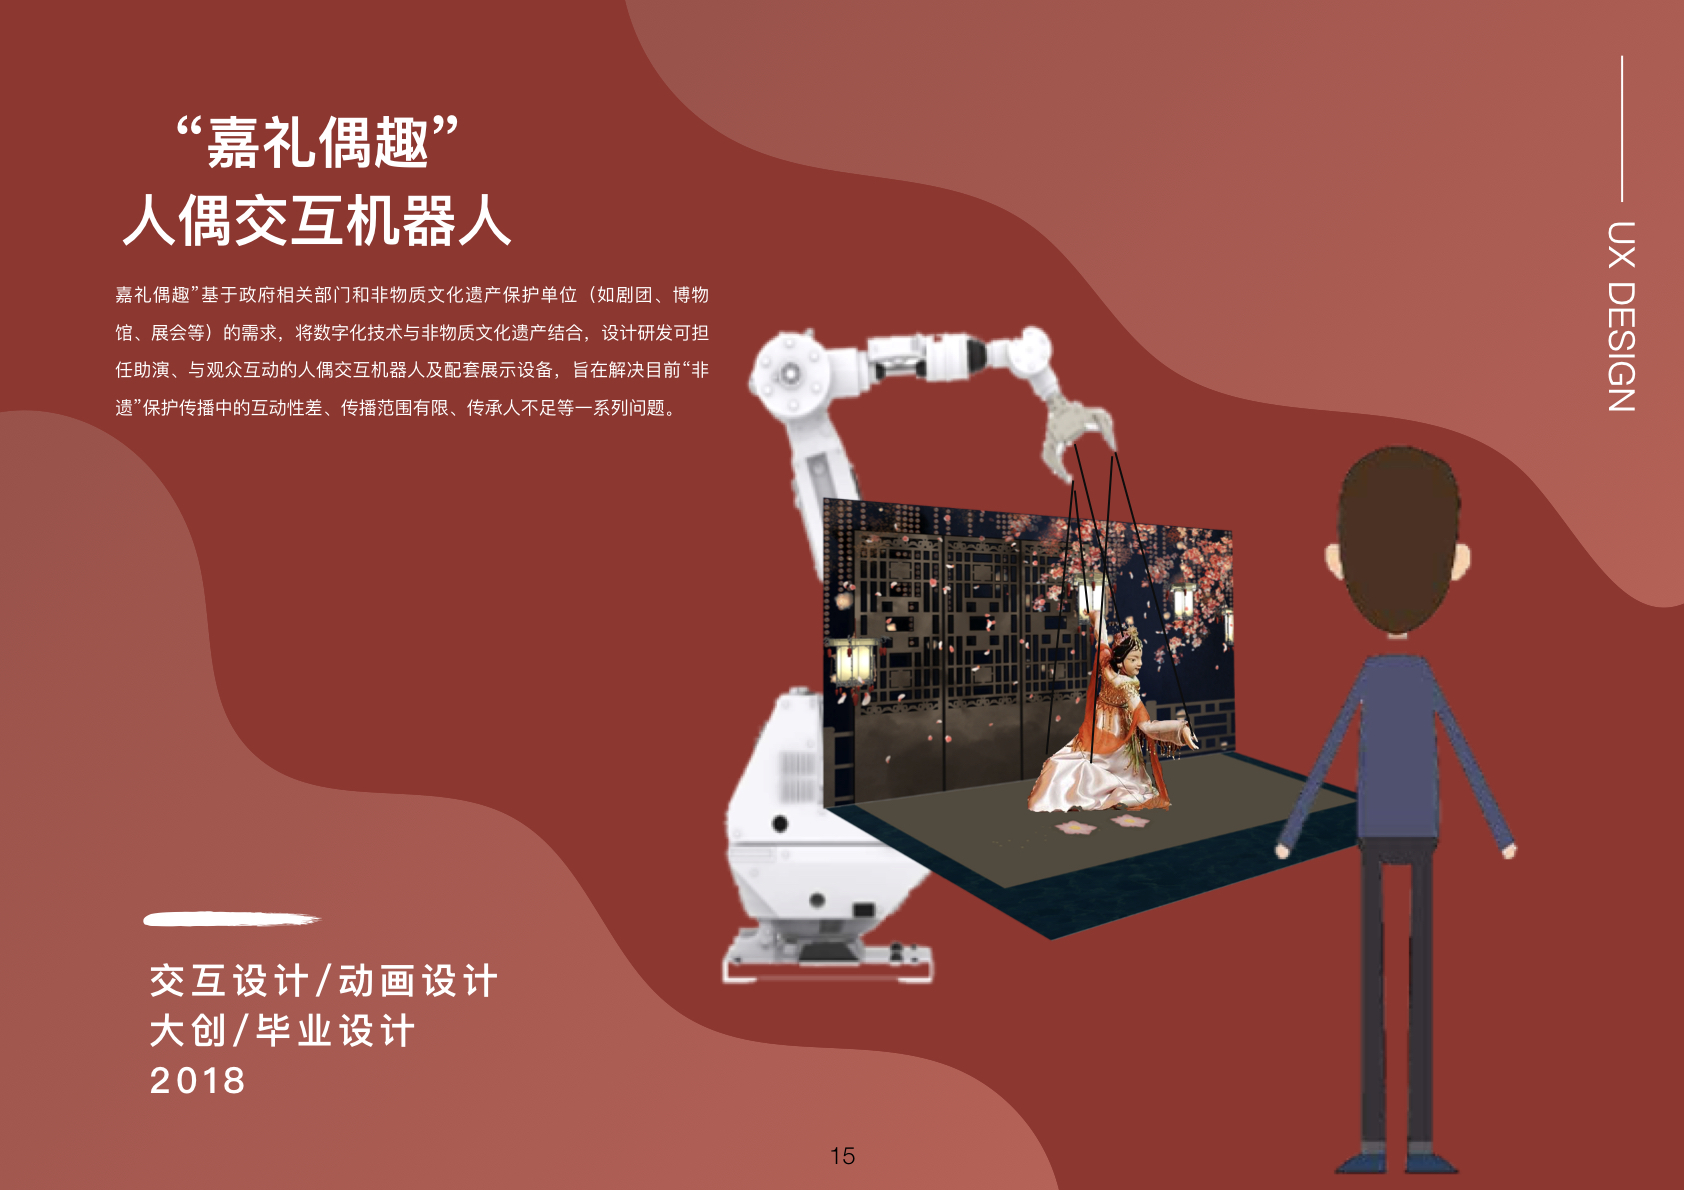 “嘉礼偶趣”
人偶交互机器人
嘉礼偶趣”基于政府相关部门和非物质文化遗产保护单位（如剧团、博物
馆、展会等）的需求，将数字化技术与非物质文化遗产结合，设计研发可担
任助演、与观众互动的人偶交互机器人及配套展示设备，旨在解决目前“非
遗”保护传播中的互动性差、传播范围有限、传承人不足等一系列问题。
UX DESIGN
交互设计/动画设计
大创/毕业设计
2018
15